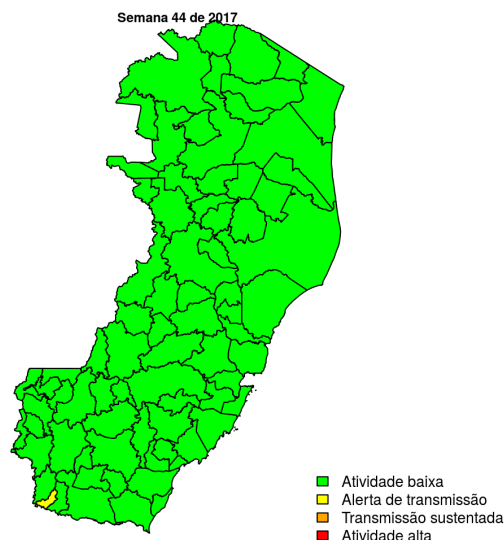 Semana 44 de 2017
Atividade baixa
Alerta de transmissão
Transmissão sustentada
Atividade alta